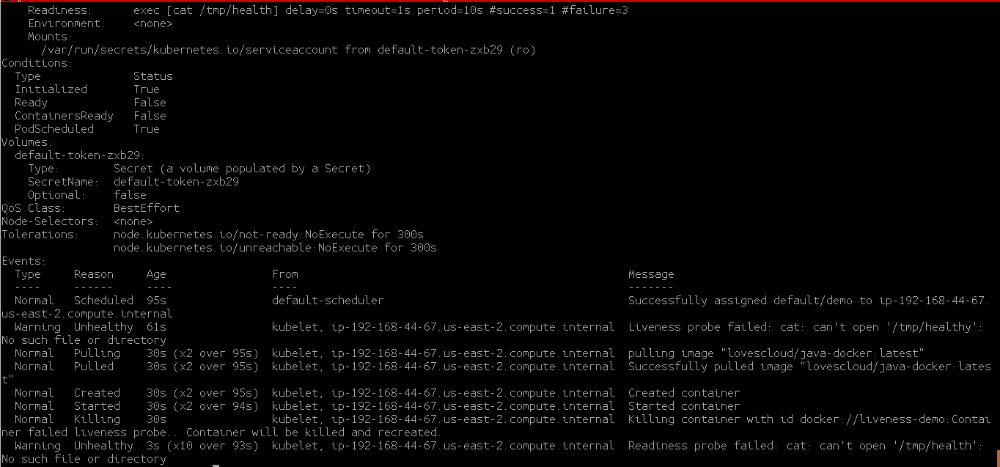 Readiness: exec [cat /tmp/health] delay=0s timeout=1s period=10s #success=1 #failure=3
Environment: <none>
Mounts:
/var/run/secrets/kubernetes.io/serviceaccount from default-token-zxb29 (ro)
Conditions:
Type Status
Initialized True
Ready False
ContainersReady False
PodScheduled True
Volumes:
default-token-zxb29:
Type: Secret (a volume populated by a Secret)
SecretName: default-token-zxb29
Optional: false
QoS Class: BestEffort
Node-Selectors: <none>
Tolerations: node.kubernetes.io/not-ready:NoExecute for 300s
node.kubernetes.io/unreachable:NoExecute for 300s
Events:
Type Reason Age From Message
---- ------ ---- ---- -------
Normal Scheduled 95s default-scheduler Successfully assigned default/demo to ip-192-168-44-67.
us-east-2.compute.internal
Warning Unhealthy 61s kubelet, ip-192-168-44-67.us-east-2.compute.internal Liveness probe failed: cat: can't open '/tmp/healthy':
No such file or directory
Normal Pulling 30s (x2 over 95s) kubelet, ip-192-168-44-67.us-east-2.compute.internal pulling image "lovescloud/java-docker:latest"
Normal Pulled 30s (x2 over 95s) kubelet, ip-192-168-44-67.us-east-2.compute.internal Successfully pulled image "lovescloud/java-docker:lates
t"
Normal Created 30s (x2 over 95s) kubelet, ip-192-168-44-67.us-east-2.compute.internal Created container
Normal Started 30s (x2 over 94s) kubelet, ip-192-168-44-67.us-east-2.compute.internal Started container
Normal Killing 30s kubelet, ip-192-168-44-67.us-east-2.compute.internal Killing container with id docker://liveness-demo:Contai
ner failed liveness probe.. Container will be killed and recreated.
Warning Unhealthy 3s (x10 over 93s) kubelet, ip-192-168-44-67.us-east-2.compute.internal Readiness probe failed: cat: can't open '/tmp/health':
No such file or directory